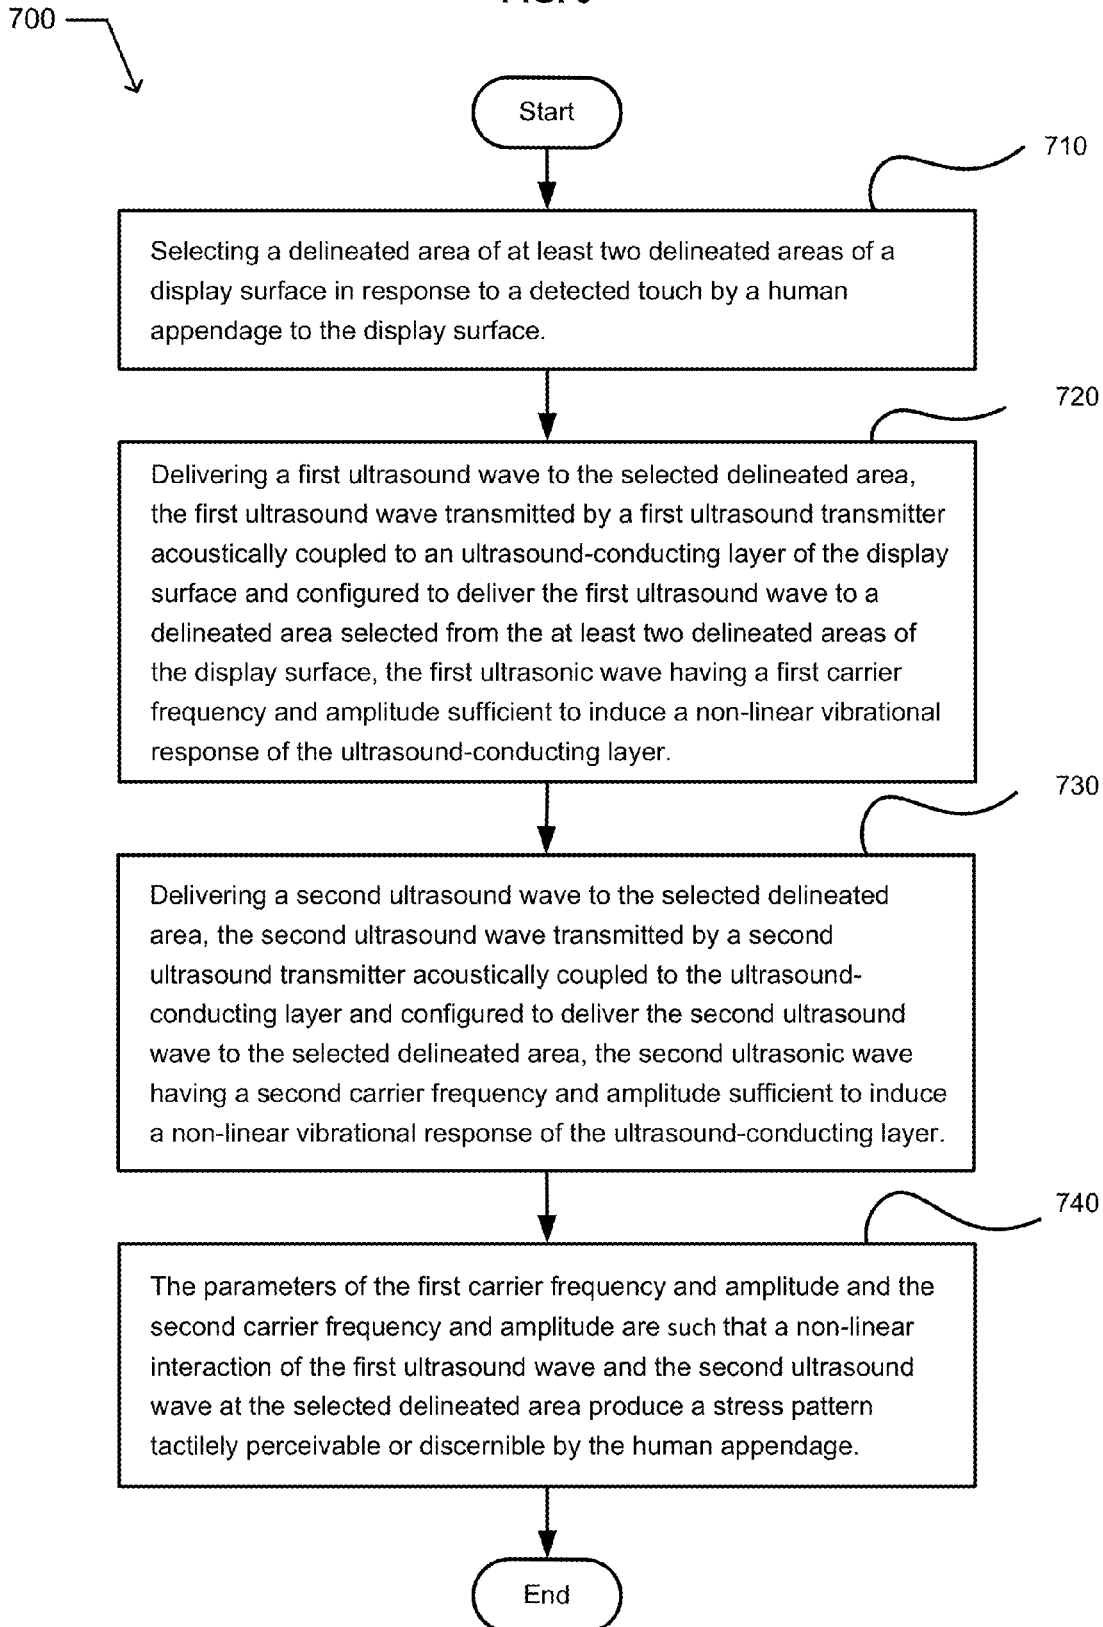 700
Start
710
Selecting a delineated area of at least two delineated areas of a
display surface in response to a detected touch by a human
appendage to the display surface.
720
Delivering a first ultrasound wave to the selected delineated area,
the first ultrasound wave transmitted by a first ultrasound transmitter
acoustically coupled to an ultrasound-conducting layer of the display
surface and configured to deliver the first ultrasound wave to a
delineated area selected from the at least two delineated areas of
the display surface, the first ultrasonic wave having a first carrier
frequency and amplitude sufficient to induce a non-linear vibrational
response of the ultrasound-conducting layer.
730
Delivering a second ultrasound wave to the selected delineated
area, the second ultrasound wave transmitted by a second
ultrasound transmitter acoustically coupled to the ultrasound-
conducting layer and configured to deliver the second ultrasound
wave to the selected delineated area, the second ultrasonic wave
having a second carrier frequency and amplitude sufficient to induce
a non-linear vibrational response of the ultrasound-conducting layer.
740
The parameters of the first carrier frequency and amplitude and the
second carrier frequency and amplitude are such that a non-linear
interaction of the first ultrasound wave and the second ultrasound
wave at the selected delineated area produce a stress pattern
tactilely perceivable or discernible by the human appendage.
End